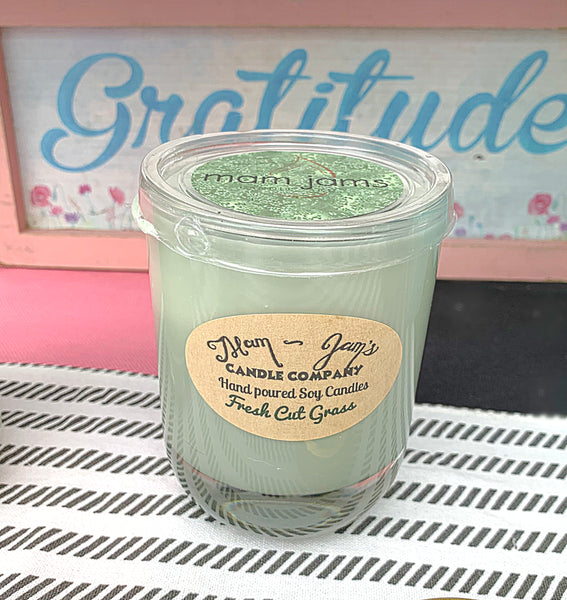 Gratitude
mam jams
Mam - Jam's
CANDLE COMPANY
Hand poured Soy Candles
Fresh Cut Grass